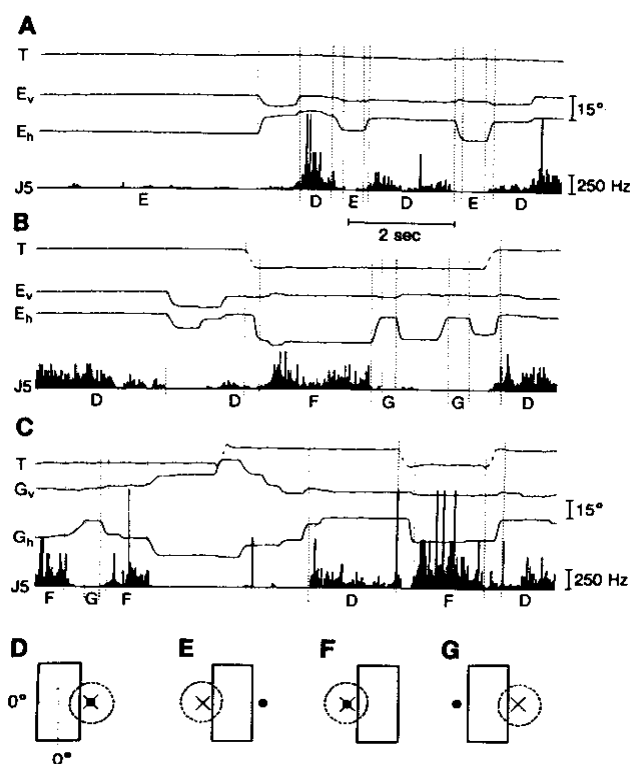 A
T
Ev
15°
Eh
J5
250 Hz
E D E D E D
2 sec
B
T
Ev
Eh
J5
D D F G G D
C
T
Gv
15°
Gh
J5
250 Hz
F G F D F D
D E F G
0°
0°